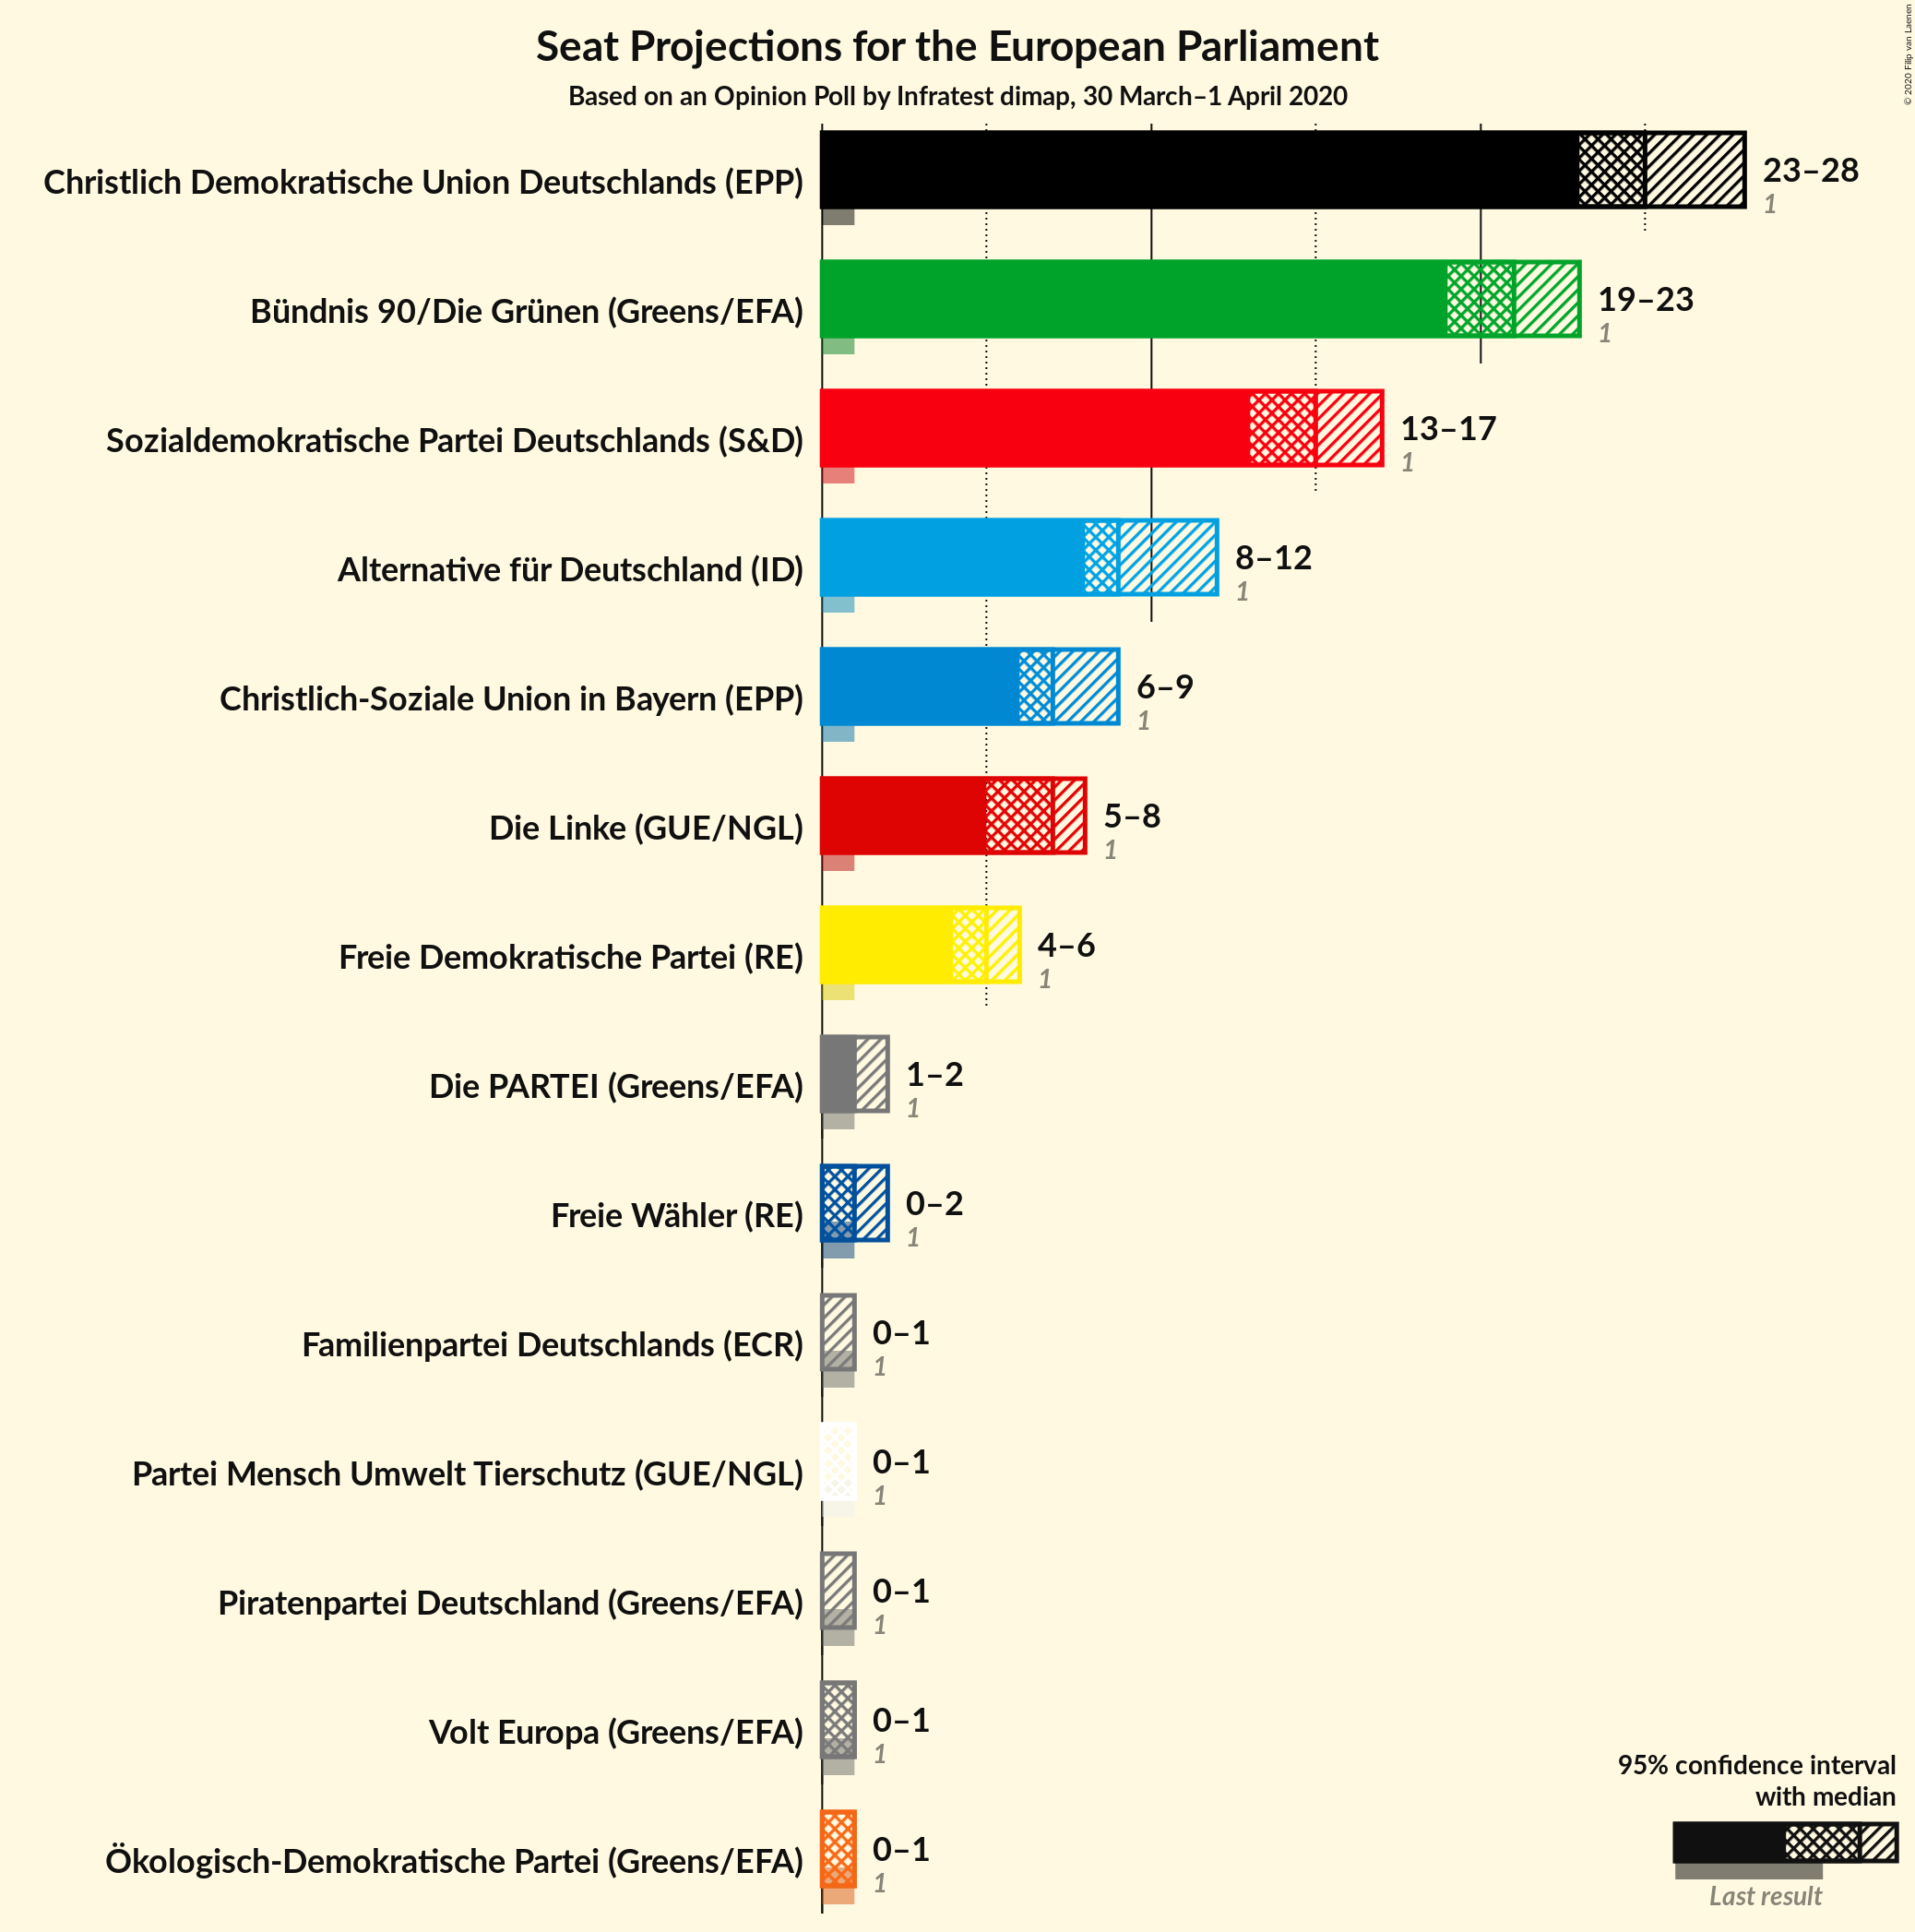 Seat Projections for the European Parliament
Based on an Opinion Poll by Infratest dimap, 30 March–1 April 2020
© 2020 Filip van Laenen
Christlich Demokratische Union Deutschlands (EPP)
23–28
1
Bündnis 90/Die Grünen (Greens/EFA)
19–23
1
Sozialdemokratische Partei Deutschlands (S&D)
13–17
1
Alternative für Deutschland (ID)
8–12
1
Christlich-Soziale Union in Bayern (EPP)
6–9
1
Die Linke (GUE/NGL)
5–8
1
Freie Demokratische Partei (RE)
4–6
1
Die PARTEI (Greens/EFA)
1–2
1
Freie Wähler (RE)
0–2
1
Familienpartei Deutschlands (ECR)
0–1
1
Partei Mensch Umwelt Tierschutz (GUE/NGL)
0–1
1
Piratenpartei Deutschland (Greens/EFA)
0–1
1
Volt Europa (Greens/EFA)
0–1
1
Ökologisch-Demokratische Partei (Greens/EFA)
0–1
1
95% confidence interval
with median
Last result